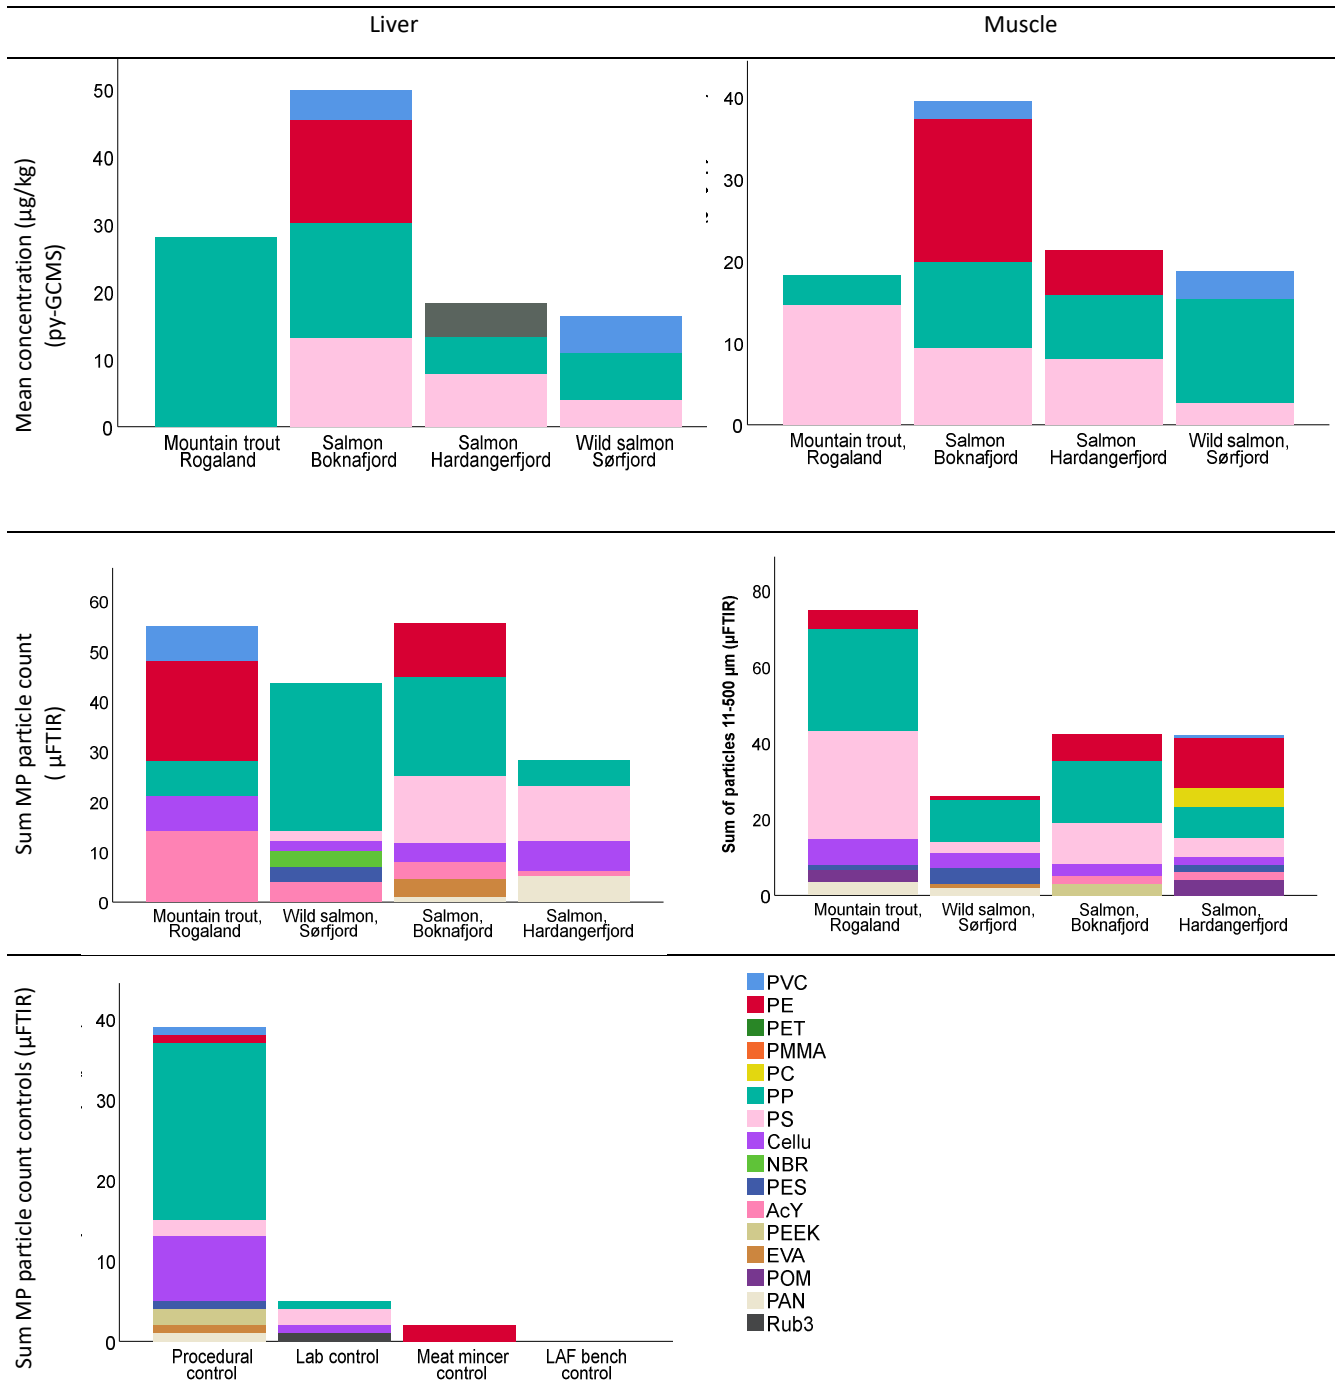 Liver
Muscle
Mean concentration (µg/kg)
(py-GCMS)
50
40
30
20
10
0
Mountain trout
Rogaland
Salmon
Boknafjord
Salmon
Hardangerfjord
Wild salmon
Sørfjord
40
30
20
10
0
Mountain trout,
Rogaland
Salmon
Boknafjord
Salmon
Hardangerfjord
Wild salmon,
Sørfjord
Sum MP particle count
( µFTIR)
60
50
40
30
20
10
0
Mountain trout,
Rogaland
Wild salmon,
Sørfjord
Salmon,
Boknafjord
Salmon,
Hardangerfjord
Sum of particles 11-500 µm (µFTIR)
80
60
40
20
0
Mountain trout,
Rogaland
Wild salmon,
Sørfjord
Salmon,
Boknafjord
Salmon,
Hardangerfjord
Sum MP particle count controls (µFTIR)
40
30
20
10
0
Procedural
control
Lab control
Meat mincer
control
LAF bench
control
PVC
PE
PET
PMMA
PC
PP
PS
Cellu
NBR
PES
AcY
PEEK
EVA
POM
PAN
Rub3